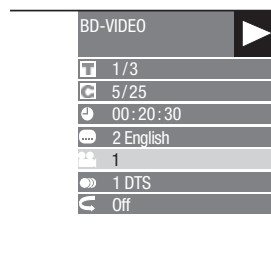 BD-VIDEO
T 1/3
C 5/25
00:20:30
2 English
1
1 DTS
Off